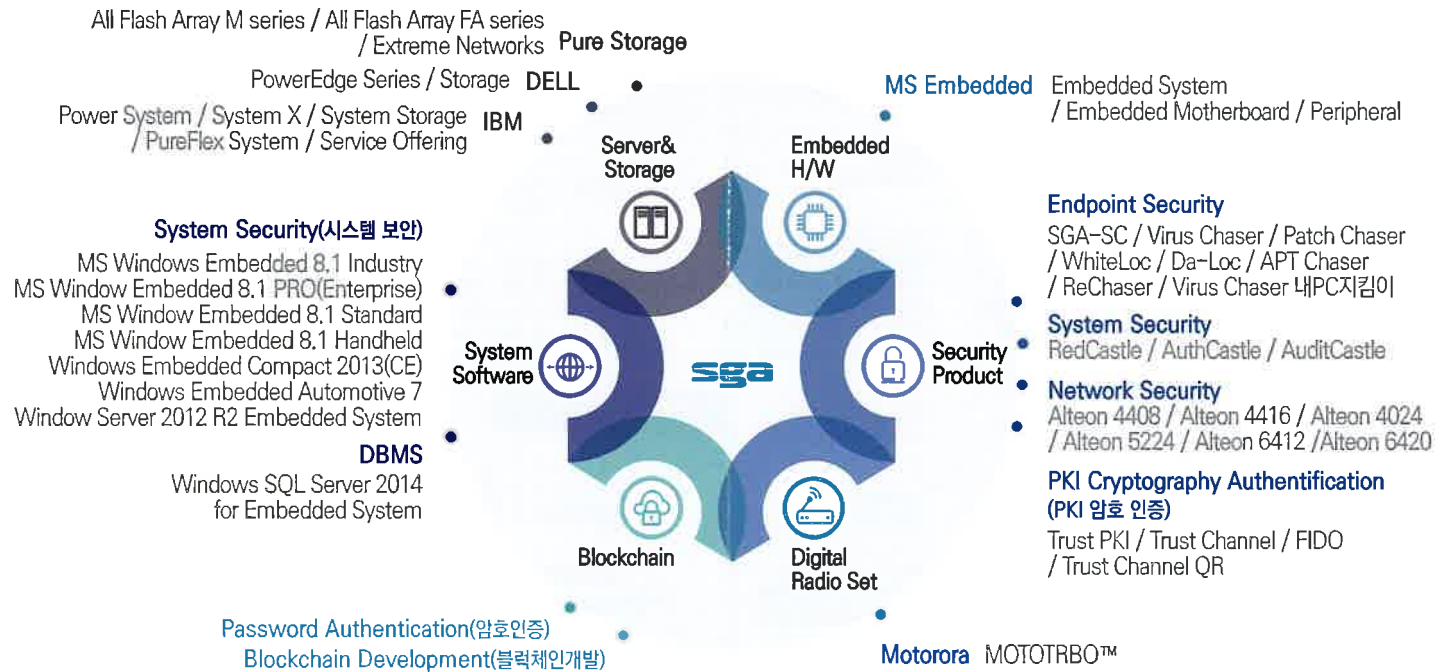 All Flash Array M series / All Flash Array FA series
/ Extreme Networks Pure Storage
PowerEdge Series / Storage DELL
Power System / System X / System Storage IBM
/ PureFlex System / Service Offering
MS Embedded Embedded System
/ Embedded Motherboard / Peripheral
Server&
Storage
Embedded
H/W
System Security(시스템 보안)
MS Windows Embedded 8.1 Industry
MS Window Embedded 8.1 PRO(Enterprise)
MS Window Embedded 8.1 Standard
MS Window Embedded 8.1 Handheld
Windows Embedded Compact 2013(CE)
Windows Embedded Automotive 7
Window Server 2012 R2 Embedded System
DBMS
Windows SQL Server 2014
for Embedded System
System
Software
sga
Security
Product
Endpoint Security
SGA-SC / Virus Chaser / Patch Chaser
/ WhiteLoc / Da-Loc / APT Chaser
/ ReChaser / Virus Chaser 내PC지킴이
System Security
RedCastle / AuthCastle / AuditCastle
Network Security
Alteon 4408 / Alteon 4416 / Alteon 4024
/ Alteon 5224 / Alteon 6412 /Alteon 6420
PKI Cryptography Authentification
(PKI 암호 인증)
Trust PKI / Trust Channel / FIDO
/ Trust Channel QR
Blockchain
Digital
Radio Set
Password Authentication(암호인증)
Blockchain Development(블럭체인개발)
Motorora MOTOTRBO™